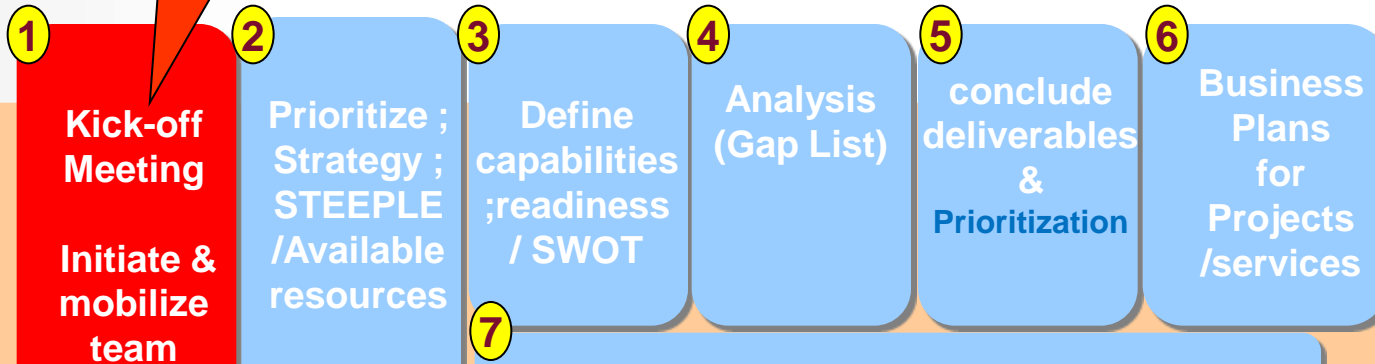 1
Kick-off
Meeting
Initiate &
mobilize
team
2
Prioritize ;
Strategy ;
STEEPLE
/Available
resources
3
Define
capabilities
;readiness
/ SWOT
4
Analysis
(Gap List)
5
conclude
deliverables
&
Prioritization
6
Business
Plans
for
Projects
/services
7